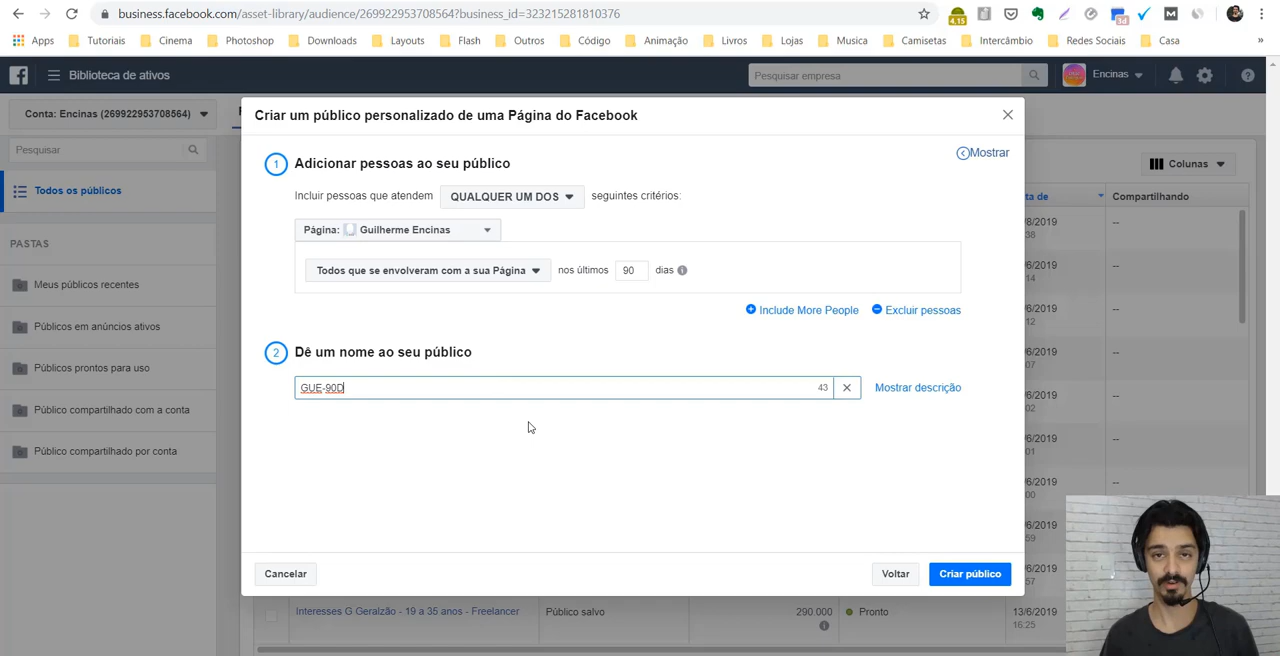 business.facebook.com/asset-library/audience/269922953708564?business_id=323215281810376
4.15
3d
M
Apps Tutoriais Cinema Photoshop Downloads Layouts Flash Outros Código Animação Livros Lojas Musica Camisetas Intercâmbio Redes Sociais Casa »
Biblioteca de ativos
Pesquisar empresa
Encinas
Conta: Encinas (269922953708564)
Pesquisar
Todos os públicos
PASTAS
Meus públicos recentes
Públicos em anúncios ativos
Públicos prontos para uso
Público compartilhado com a conta
Público compartilhado por conta
Criar um público personalizado de uma Página do Facebook
1 Adicionar pessoas ao seu público
Mostrar
Incluir pessoas que atendem QUALQUER UM DOS seguintes critérios:
Página: Guilherme Encinas
Todos que se envolveram com a sua Página nos últimos 90 dias
Include More People Excluir pessoas
2 Dê um nome ao seu público
GUE-90D 43
Mostrar descrição
Cancelar Voltar Criar público
Colunas
ta de Compartilhando
8/2019 --
:38
6/2019 --
:14
6/2019 --
:12
6/2019 --
:07
6/2019 --
:02
6/2019 --
:01
6/2019 --
:00
6/2019
:59
6/2019
:57
Interesses G Geralzão - 19 a 35 anos - Freelancer Público salvo 290.000 Pronto 13/6/2019
16:25